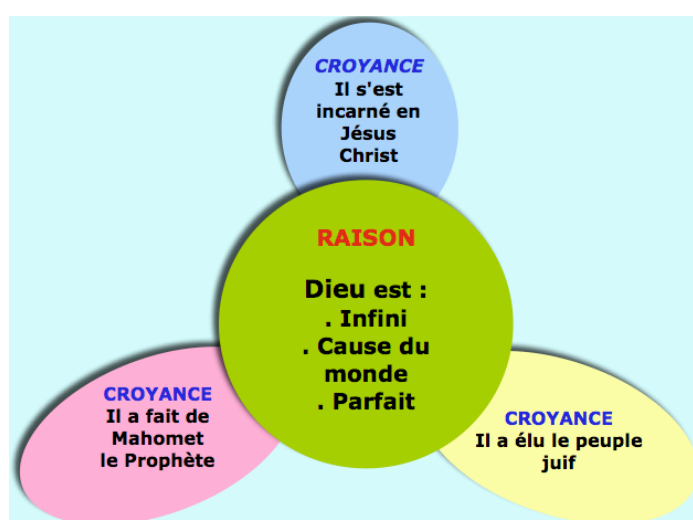 CROYANCE
Il s'est
incarné en
Jésus
Christ
RAISON
Dieu est :
. Infini
. Cause du
monde
. Parfait
CROYANCE
Il a fait de
Mahomet
le Prophète
CROYANCE
Il a élu le peuple
juif